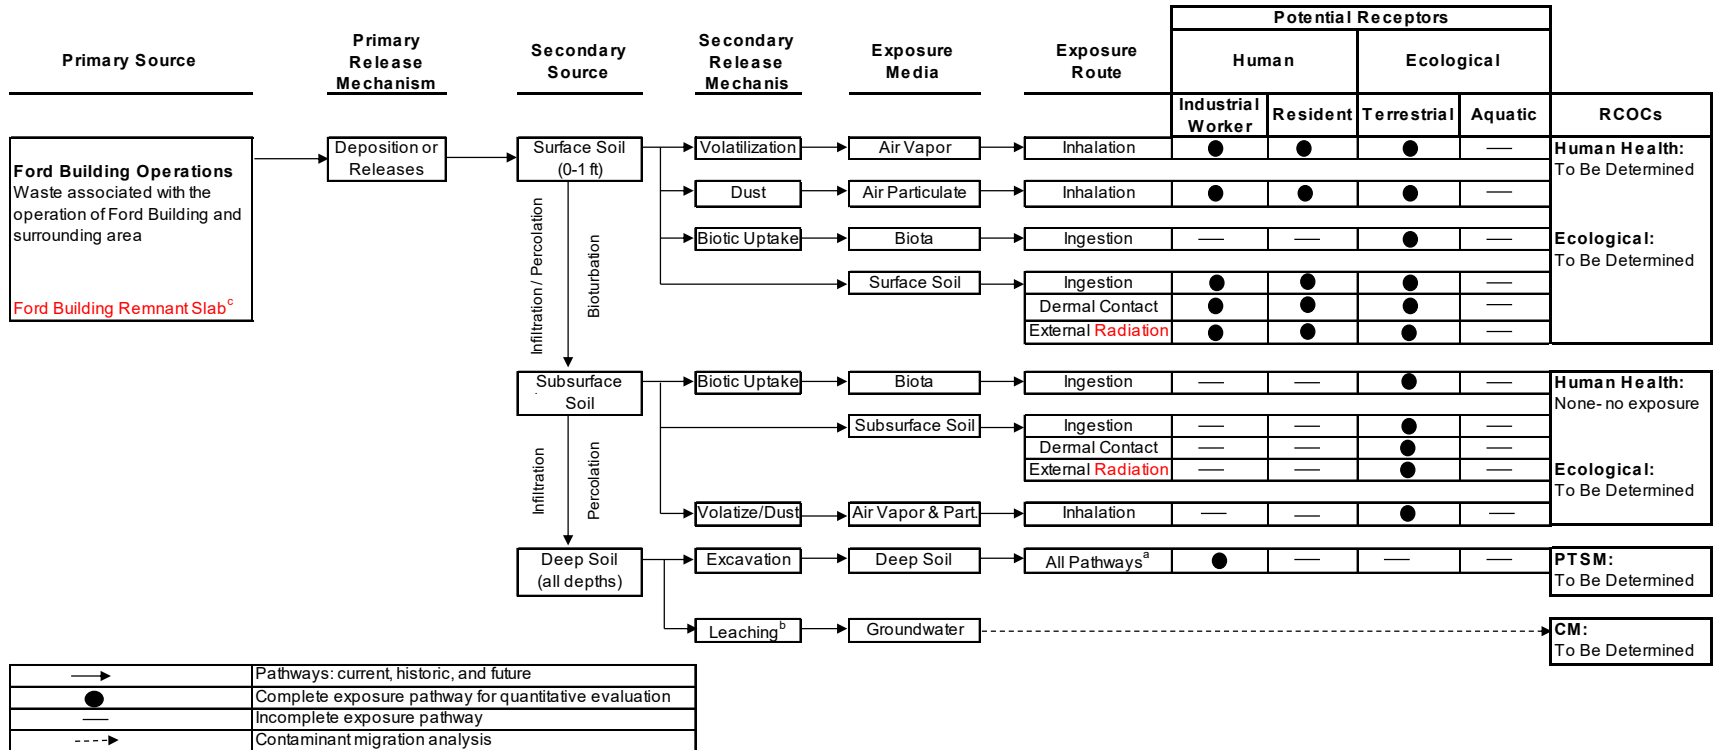 Potential Receptors
Primary Source
Primary
Release
Mechanism
Secondary
Source
Secondary
Release
Mechanis
Exposure
Media
Exposure
Route
Human
Ecological
Industrial
Worker
Resident
Terrestrial
Aquatic
RCOCs
Ford Building Operations
Waste associated with the
operation of Ford Building and
surrounding area
Ford Building Remnant Slab c
Deposition or
Releases
Surface Soil
(0-1 ft)
Volatilization
Air Vapor
Inhalation
Human Health:
To Be Determined
Dust
Air Particulate
Inhalation
Biotic Uptake
Biota
Ingestion
Ecological:
To Be Determined
Infiltration / Percolation
Bioturbation
Surface Soil
Ingestion
Dermal Contact
External Radiation
Subsurface
Soil
Biotic Uptake
Biota
Ingestion
Human Health:
None- no exposure
Subsurface Soil
Ingestion
Dermal Contact
External Radiation
Ecological:
To Be Determined
Infiltration
Percolation
Volatize/Dust
Air Vapor & Part.
Inhalation
Deep Soil
(all depths)
Excavation
Deep Soil
All Pathways a
PTSM:
To Be Determined
Leaching b
Groundwater
CM:
To Be Determined
Pathways: current, historic, and future
Complete exposure pathway for quantitative evaluation
Incomplete exposure pathway
Contaminant migration analysis